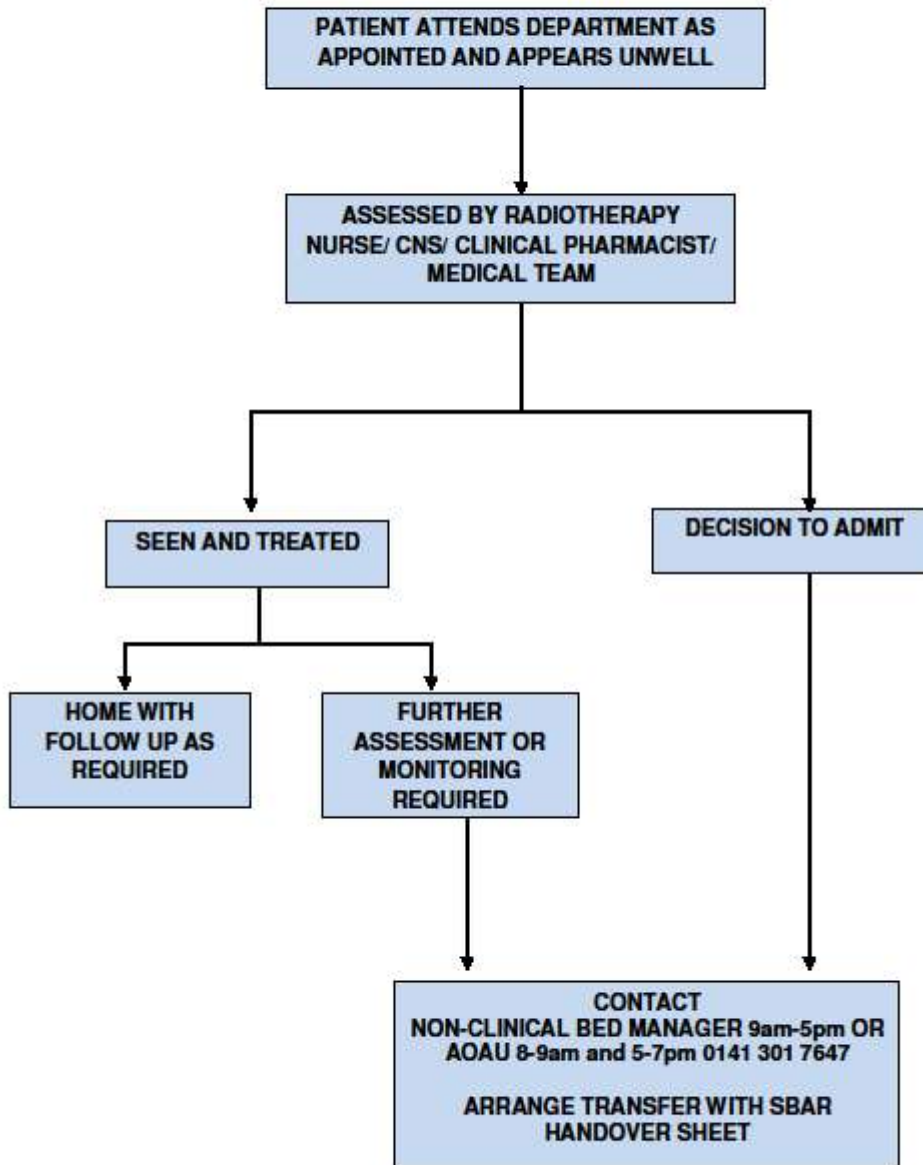 PATIENT ATTENDS DEPARTMENT AS
APPOINTED AND APPEARS UNWELL
ASSESSED BY RADIOTHERAPY
NURSE/ CNS/ CLINICAL PHARMACIST/
MEDICAL TEAM
SEEN AND TREATED
DECISION TO ADMIT
HOME WITH
FOLLOW UP AS
REQUIRED
FURTHER
ASSESSMENT OR
MONITORING
REQUIRED
CONTACT
NON-CLINICAL BED MANAGER 9am-5pm OR
AOAU 8-9am and 5-7pm 0141 301 7647
ARRANGE TRANSFER WITH SBAR
HANDOVER SHEET